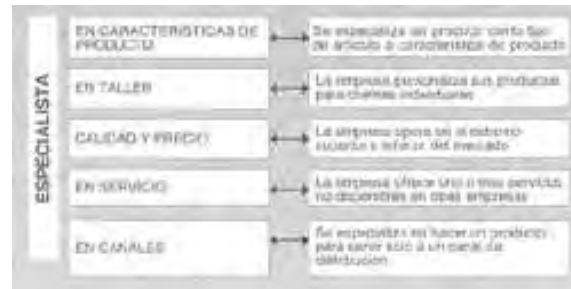 ESPECIALISTA
EN CARACTERÍSTICAS DE
PRODUCTO
Se especializa en producir cierto tipo
de artículo o característica de producto
EN TALLER
La empresa personaliza sus productos
para clientes individuales
CALIDAD Y PRECIO
La empresa opera en el extremo
superior o inferior del mercado
EN SERVICIO
La empresa ofrece uno o más servicios
no disponibles en otras empresas
EN CANALES
Se especializa en hacer un producto
para servir solo a un canal de
distribución